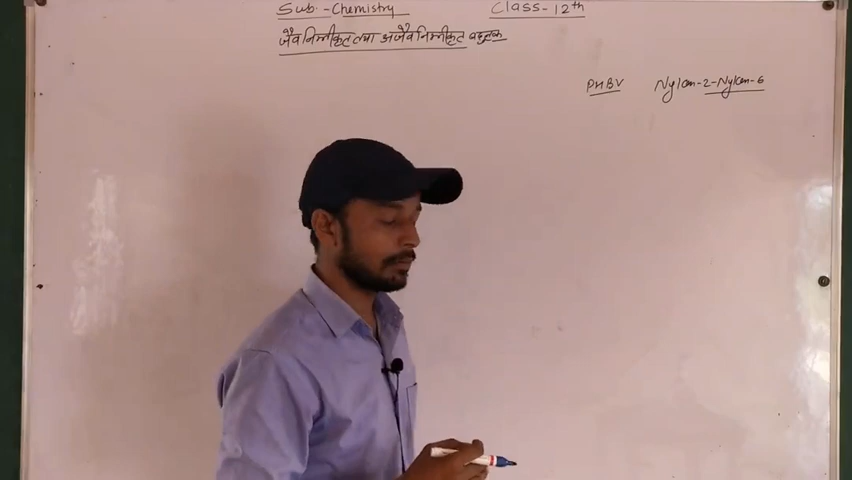 Sub:- Chemistry Class- 12th
जैव निम्नीकृत तथा अजैव निम्नीकृत बहुलक
PHBV Nylon-2-Nylon-6